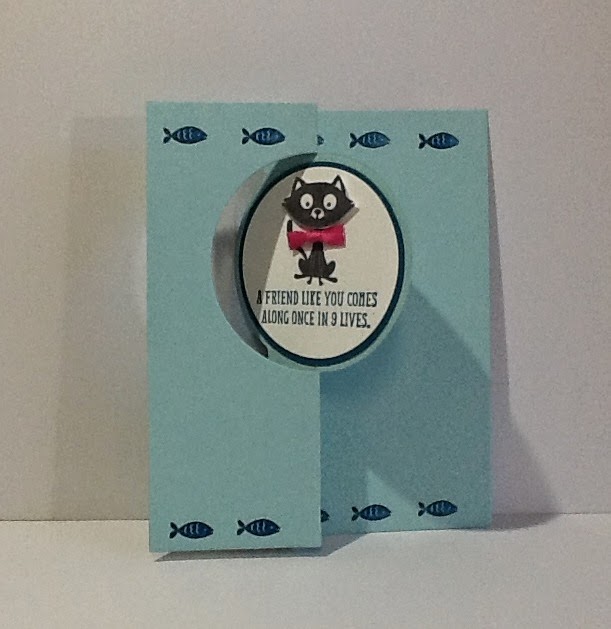 A FRIEND LIKE YOU COMES
ALONG ONCE IN 9 LIVES.